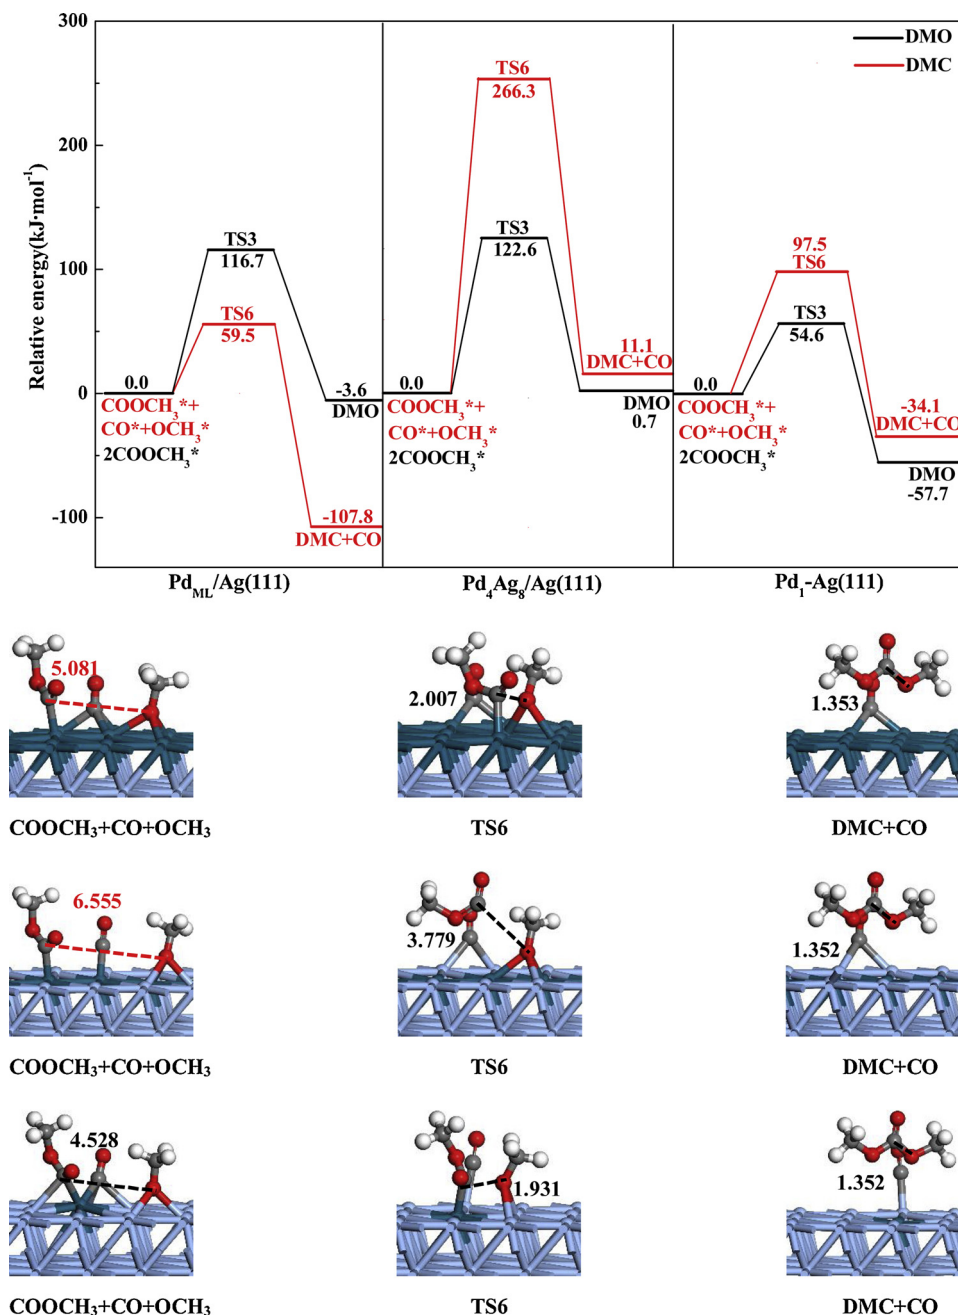 300
200
100
0
-100
Relative energy(kJ·mol⁻¹)
DMO
DMC
TS3
116.7
TS6
59.5
0.0
COOCH₃*+
CO*+OCH₃*
2COOCH₃*
-3.6
DMO
-107.8
DMC+CO
TS6
266.3
TS3
122.6
0.0
COOCH₃*+
CO*+OCH₃*
2COOCH₃*
11.1
DMC+CO
DMO
0.7
97.5
TS6
TS3
54.6
0.0
COOCH₃*+
CO*+OCH₃*
2COOCH₃*
-34.1
DMC+CO
DMO
-57.7
Pd_ML/Ag(111) Pd₄Ag₈/Ag(111) Pd₁-Ag(111)
5.081 2.007 1.353
COOCH₃+CO+OCH₃ TS6 DMC+CO
6.555 3.779 1.352
COOCH₃+CO+OCH₃ TS6 DMC+CO
4.528 1.931 1.352
COOCH₃+CO+OCH₃ TS6 DMC+CO